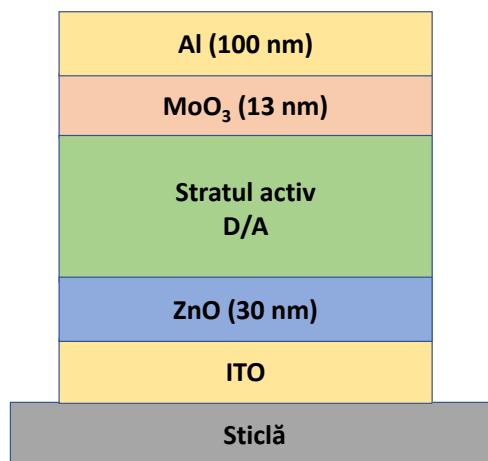 Al (100 nm)
MoO₃ (13 nm)
Stratul activ
D/A
ZnO (30 nm)
ITO
Sticlă